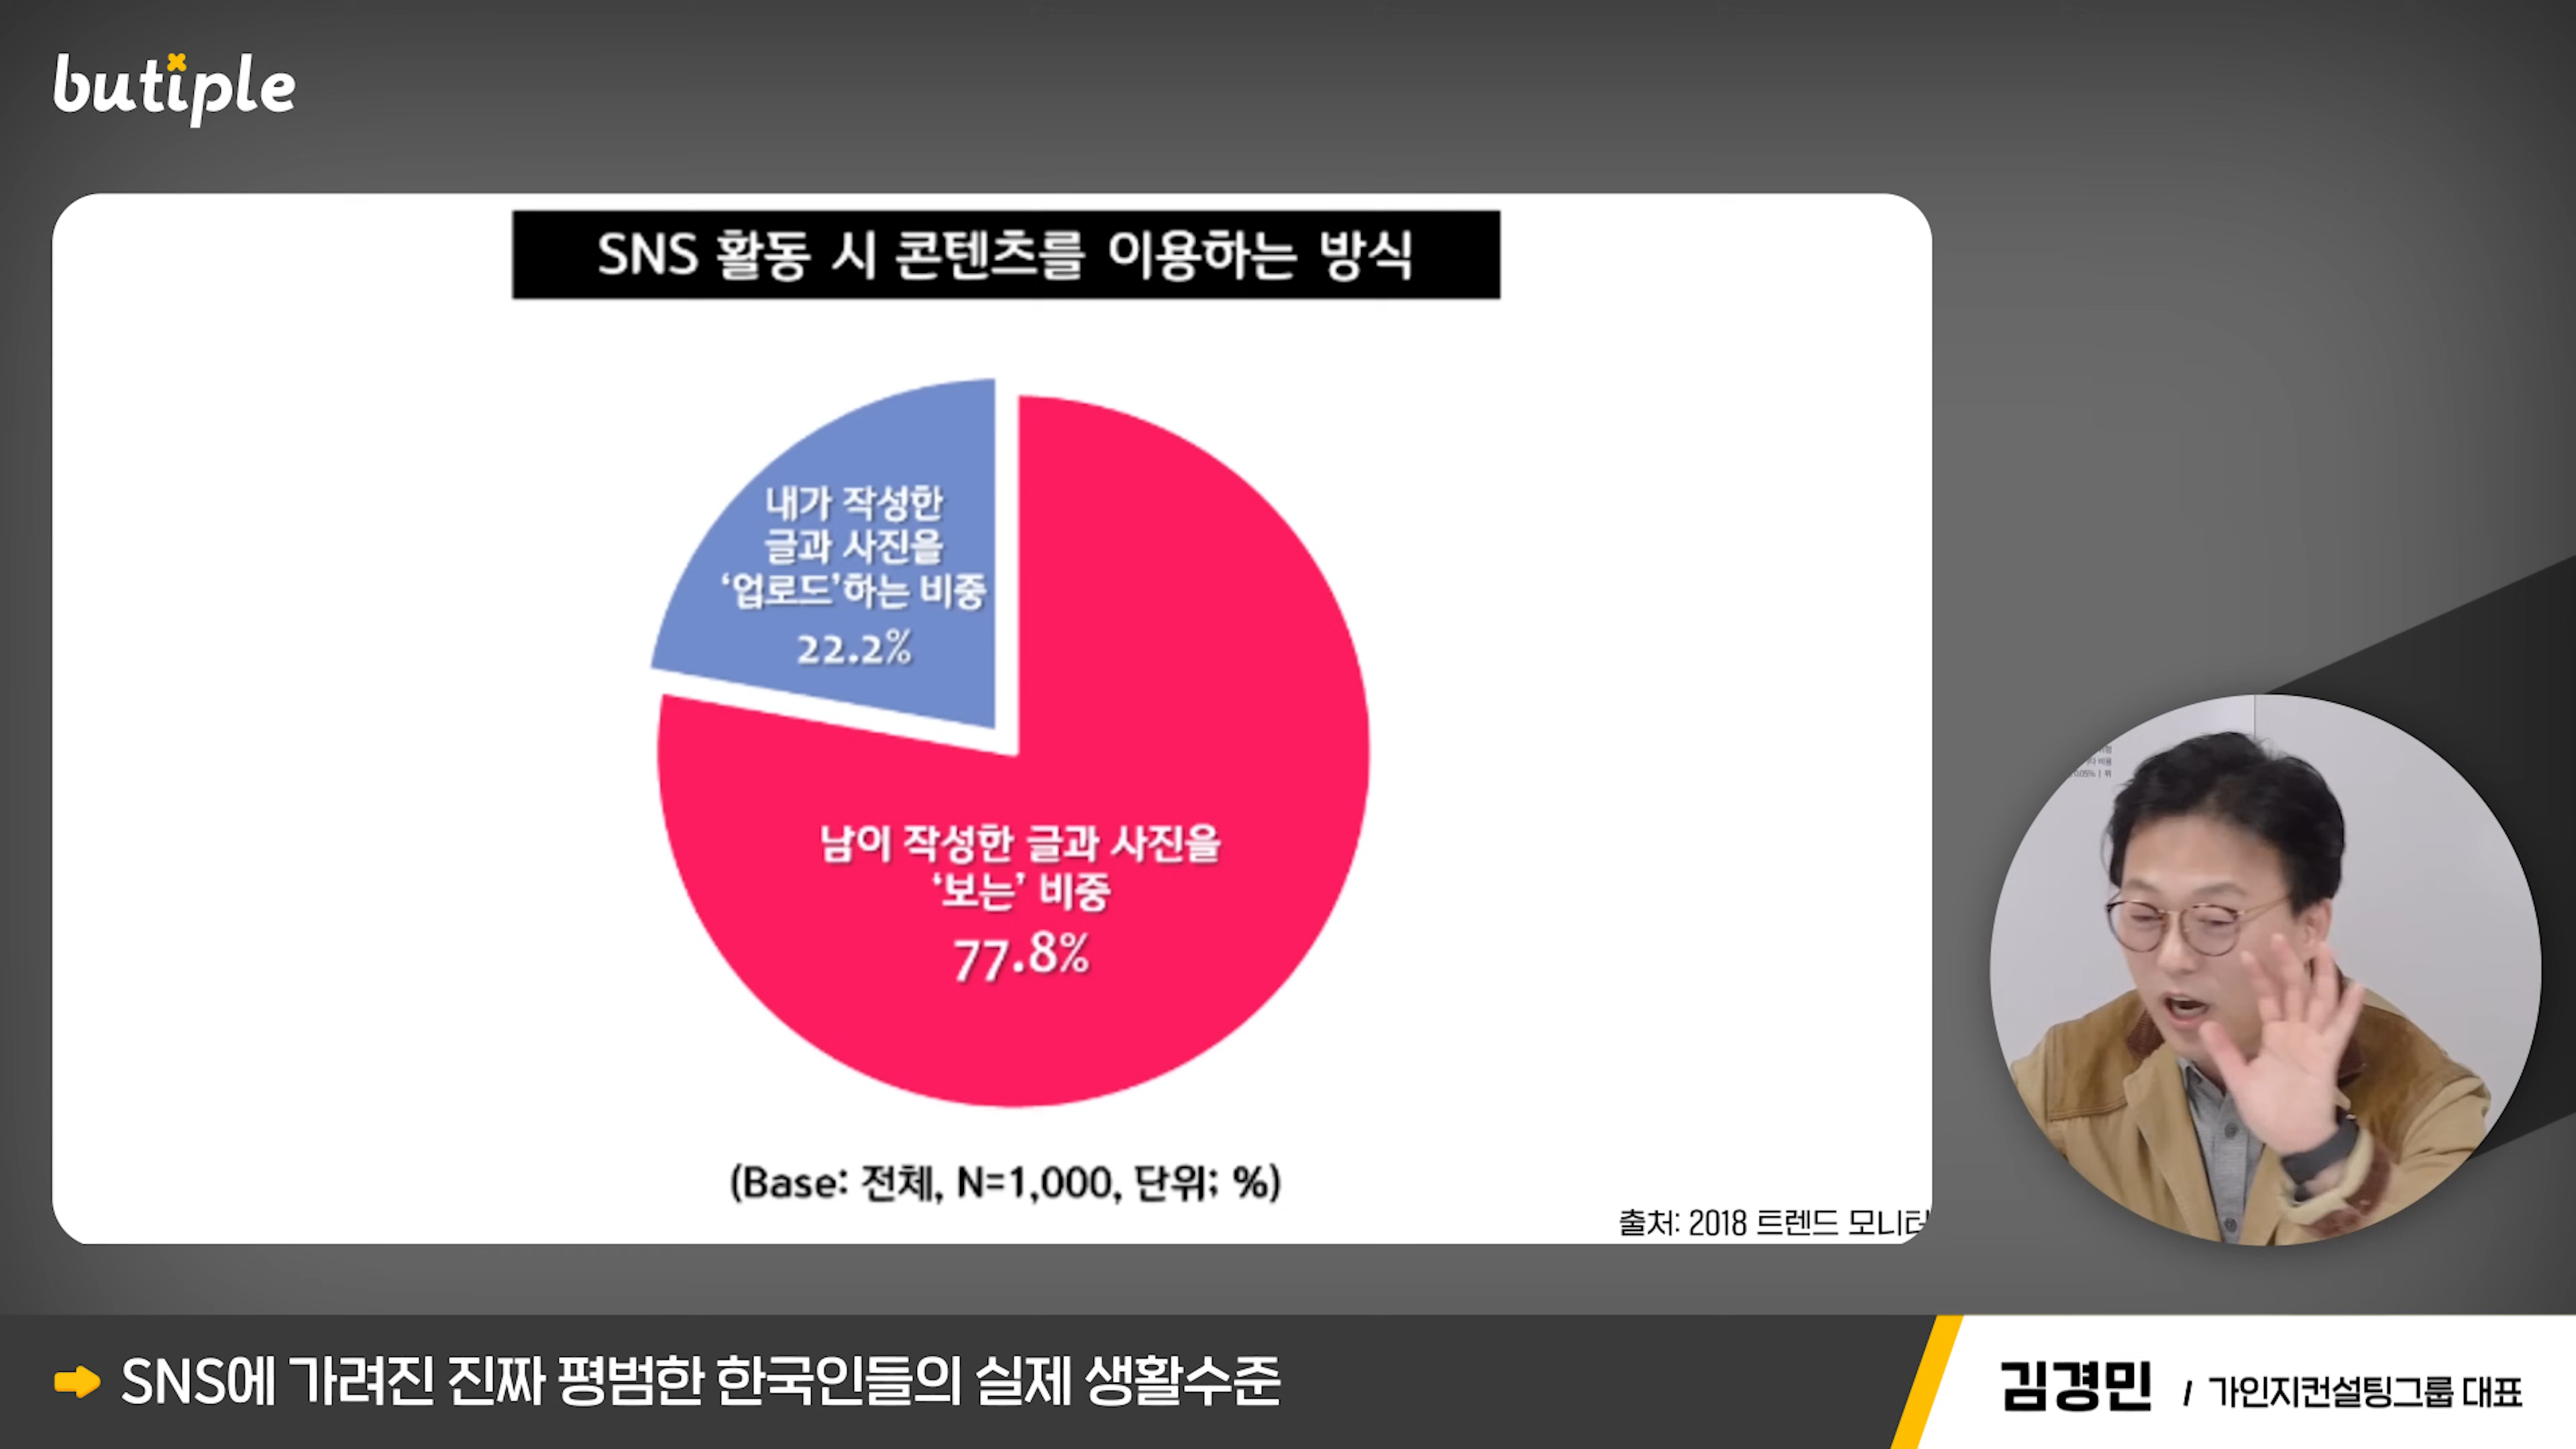 butiple
SNS 활동 시 콘텐츠를 이용하는 방식
내가 작성한
글과 사진을
‘업로드’하는 비중
22.2%
남이 작성한 글과 사진을
‘보는’ 비중
77.8%
(Base: 전체, N=1,000, 단위; %)
출처: 2018 트렌드 모니터
SNS에 가려진 진짜 평범한 한국인들의 실제 생활수준
김경민 / 가인지컨설팅그룹 대표